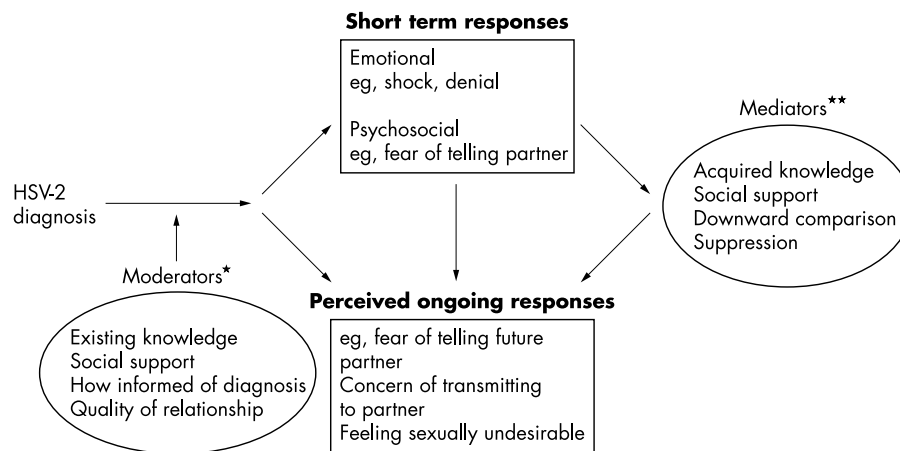 Short term responses
Emotional
eg, shock, denial
Psychosocial
eg, fear of telling partner
Mediators★★
Acquired knowledge
Social support
Downward comparison
Suppression
HSV-2
diagnosis
Moderators★
Existing knowledge
Social support
How informed of diagnosis
Quality of relationship
Perceived ongoing responses
eg, fear of telling future
partner
Concern of transmitting
to partner
Feeling sexually undesirable